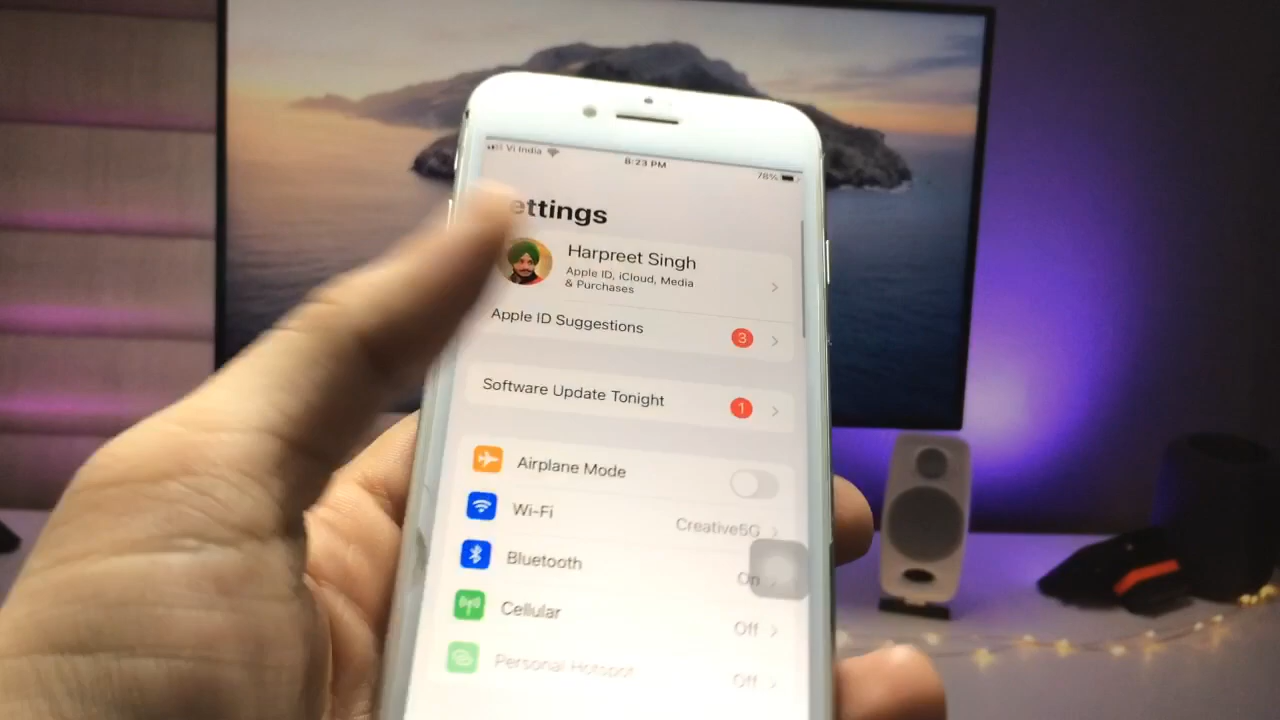 Vi India
8:23 PM
78%
ettings
Harpreet Singh
Apple ID, iCloud, Media
& Purchases
Apple ID Suggestions
3
Software Update Tonight
1
Airplane Mode
Wi-Fi
Creative5G
Bluetooth
On
Cellular
Off
Personal Hotspot
Off